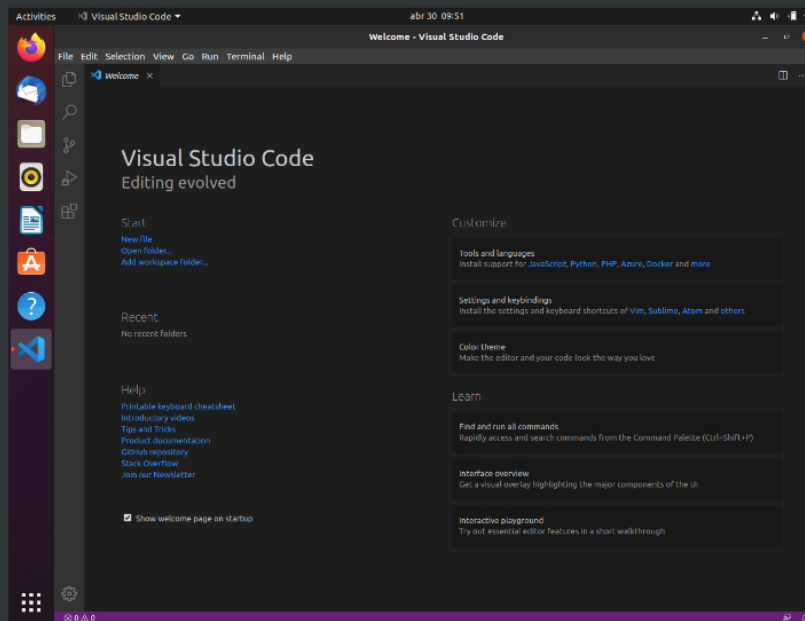 Activities
Visual Studio Code
abr 30 09:51
Welcome - Visual Studio Code
File Edit Selection View Go Run Terminal Help
Welcome
Visual Studio Code
Editing evolved
Start
New file
Open folder...
Add workspace folder...
Recent
No recent folders
Help
Printable keyboard cheatsheet
Introductory videos
Tips and Tricks
Product documentation
GitHub repository
Stack Overflow
Join our Newsletter
Show welcome page on startup
Customize
Tools and languages
Install support for JavaScript, Python, PHP, Azure, Docker and more
Settings and keybindings
Install the settings and keyboard shortcuts of Vim, Sublime, Atom and others
Color theme
Make the editor and your code look the way you love
Learn
Find and run all commands
Rapidly access and search commands from the Command Palette (Ctrl+Shift+P)
Interface overview
Get a visual overlay highlighting the major components of the UI
Interactive playground
Try out essential editor features in a short walkthrough
0 0